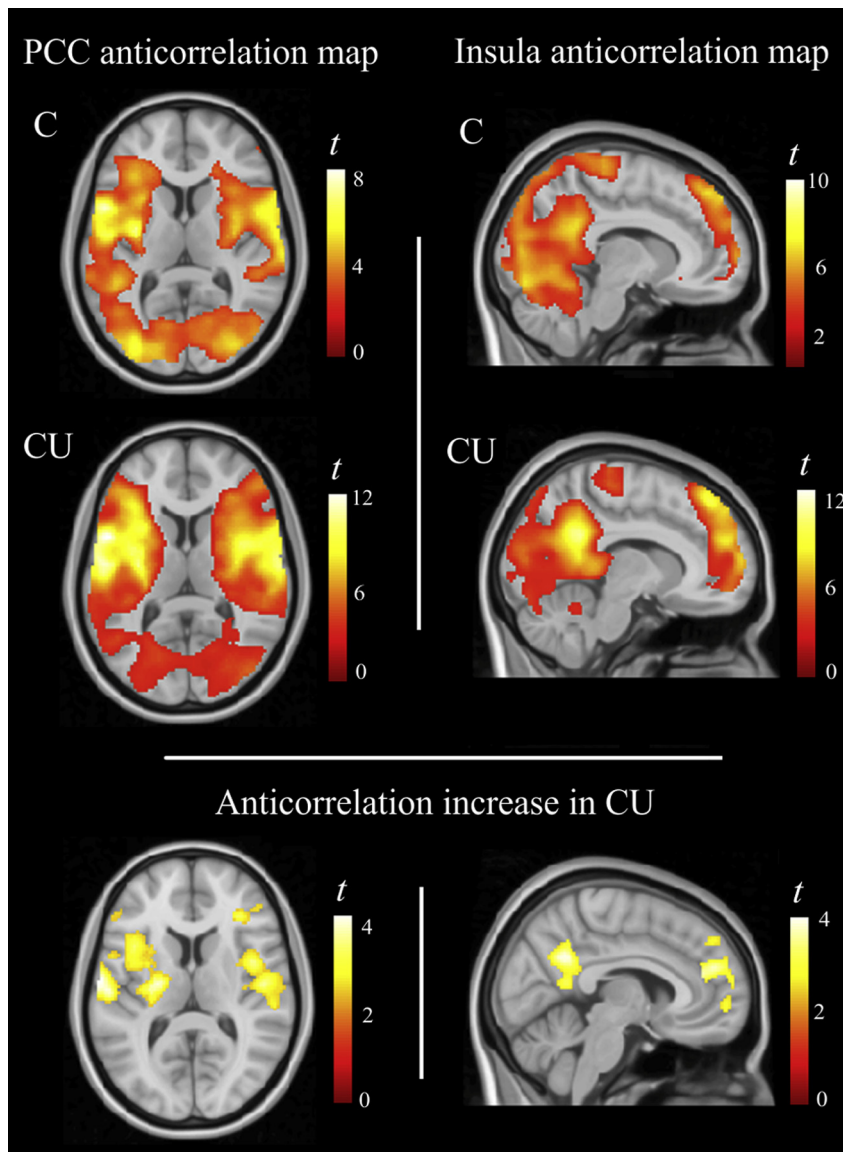 PCC anticorrelation map
Insula anticorrelation map
C
t
8
4
0
C
t
10
6
2
CU
t
12
6
0
CU
t
12
6
0
Anticorrelation increase in CU
t
4
2
0
t
4
2
0